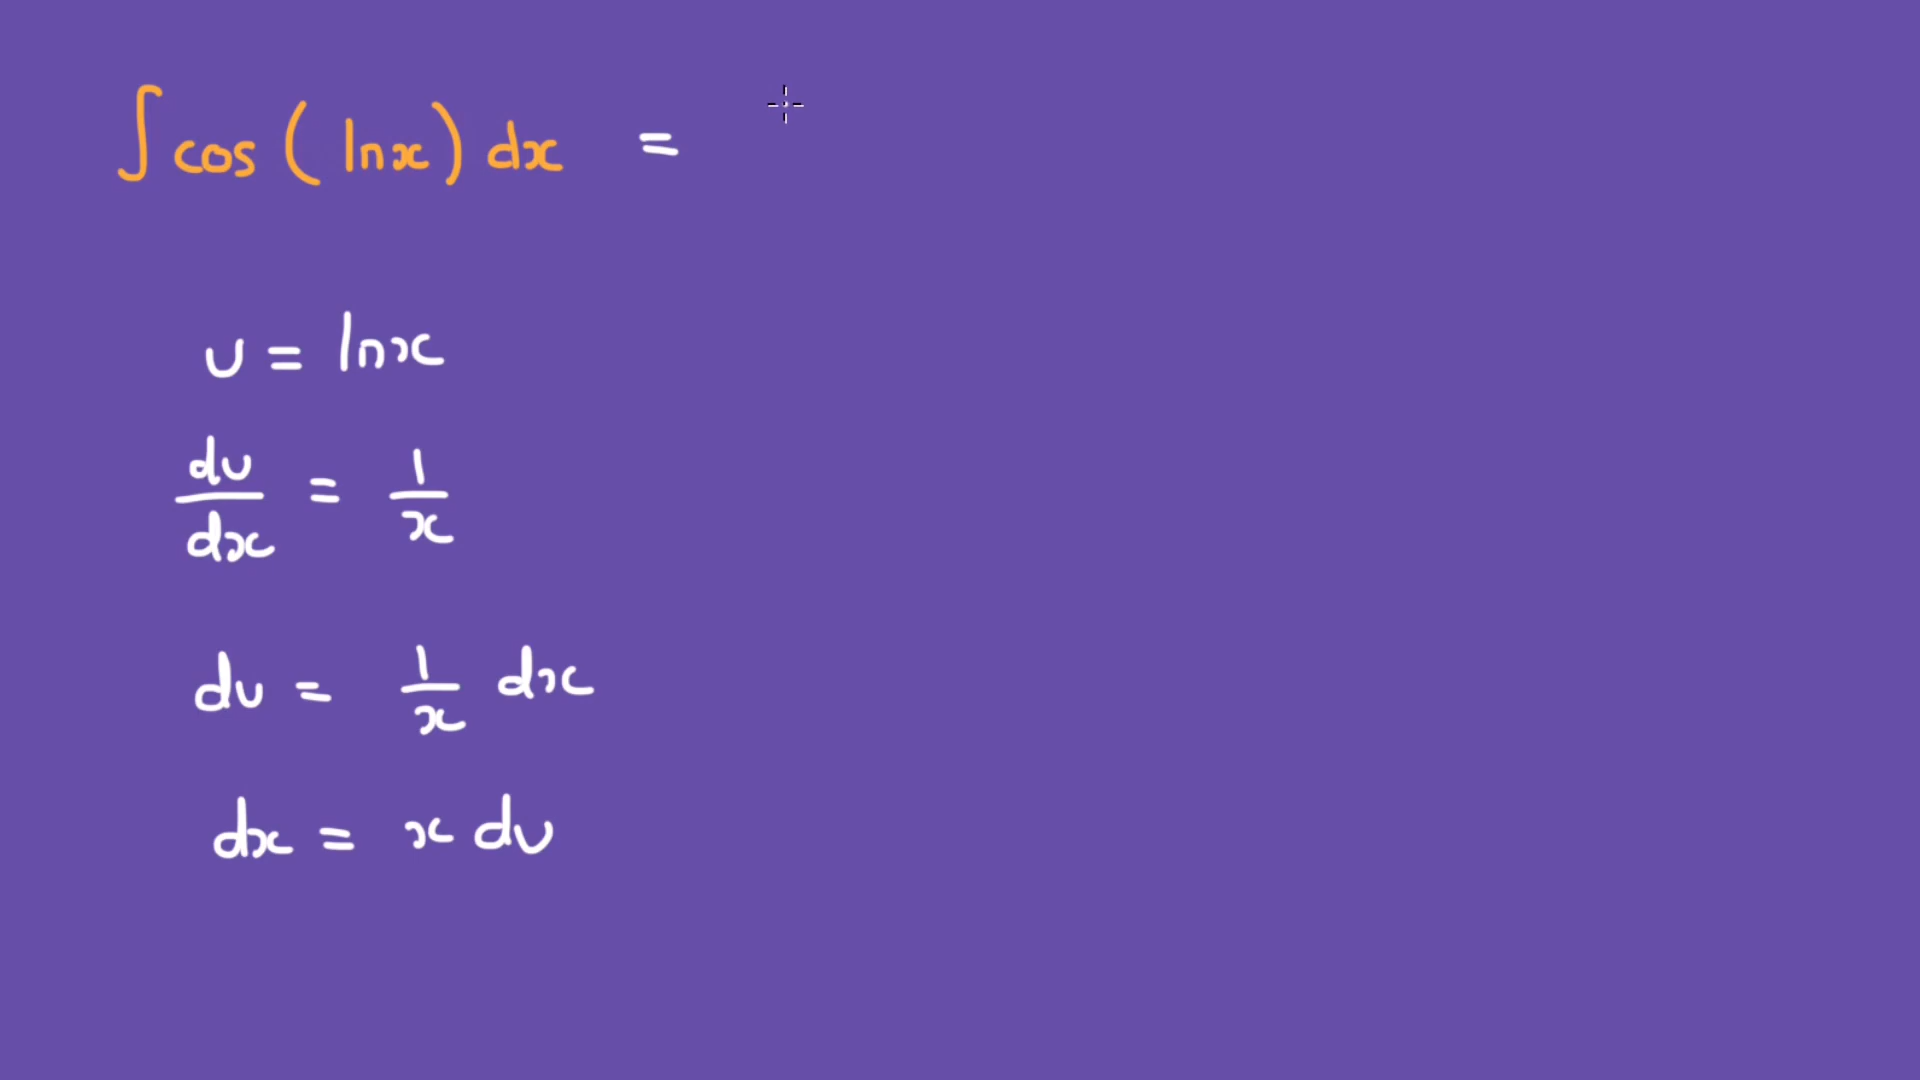 ∫ cos (lnx) dx =
u = lnx
du/dx = 1/x
du = 1/x dx
dx = x du